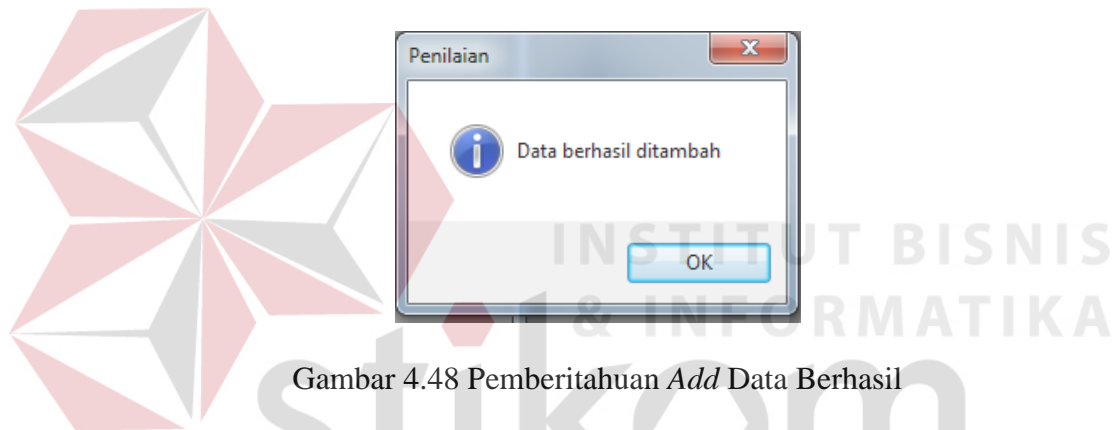 Penilaian
Data berhasil ditambah
OK
INSTITUT BISNIS
& INFORMATIKA
stikom
Gambar 4.48 Pemberitahuan Add Data Berhasil